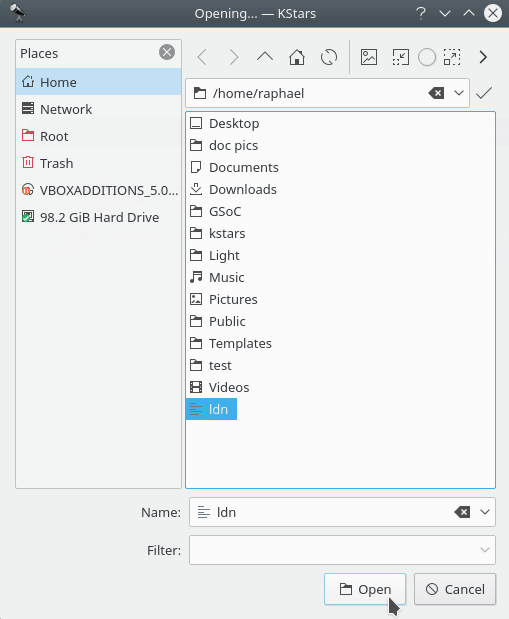 Opening... — KStars
Places
Home
Network
Root
Trash
VBOXADDITIONS_5.0...
98.2 GiB Hard Drive
/home/raphael
Desktop
doc pics
Documents
Downloads
GSoC
kstars
Light
Music
Pictures
Public
Templates
test
Videos
ldn
Name: ldn
Filter:
Open Cancel